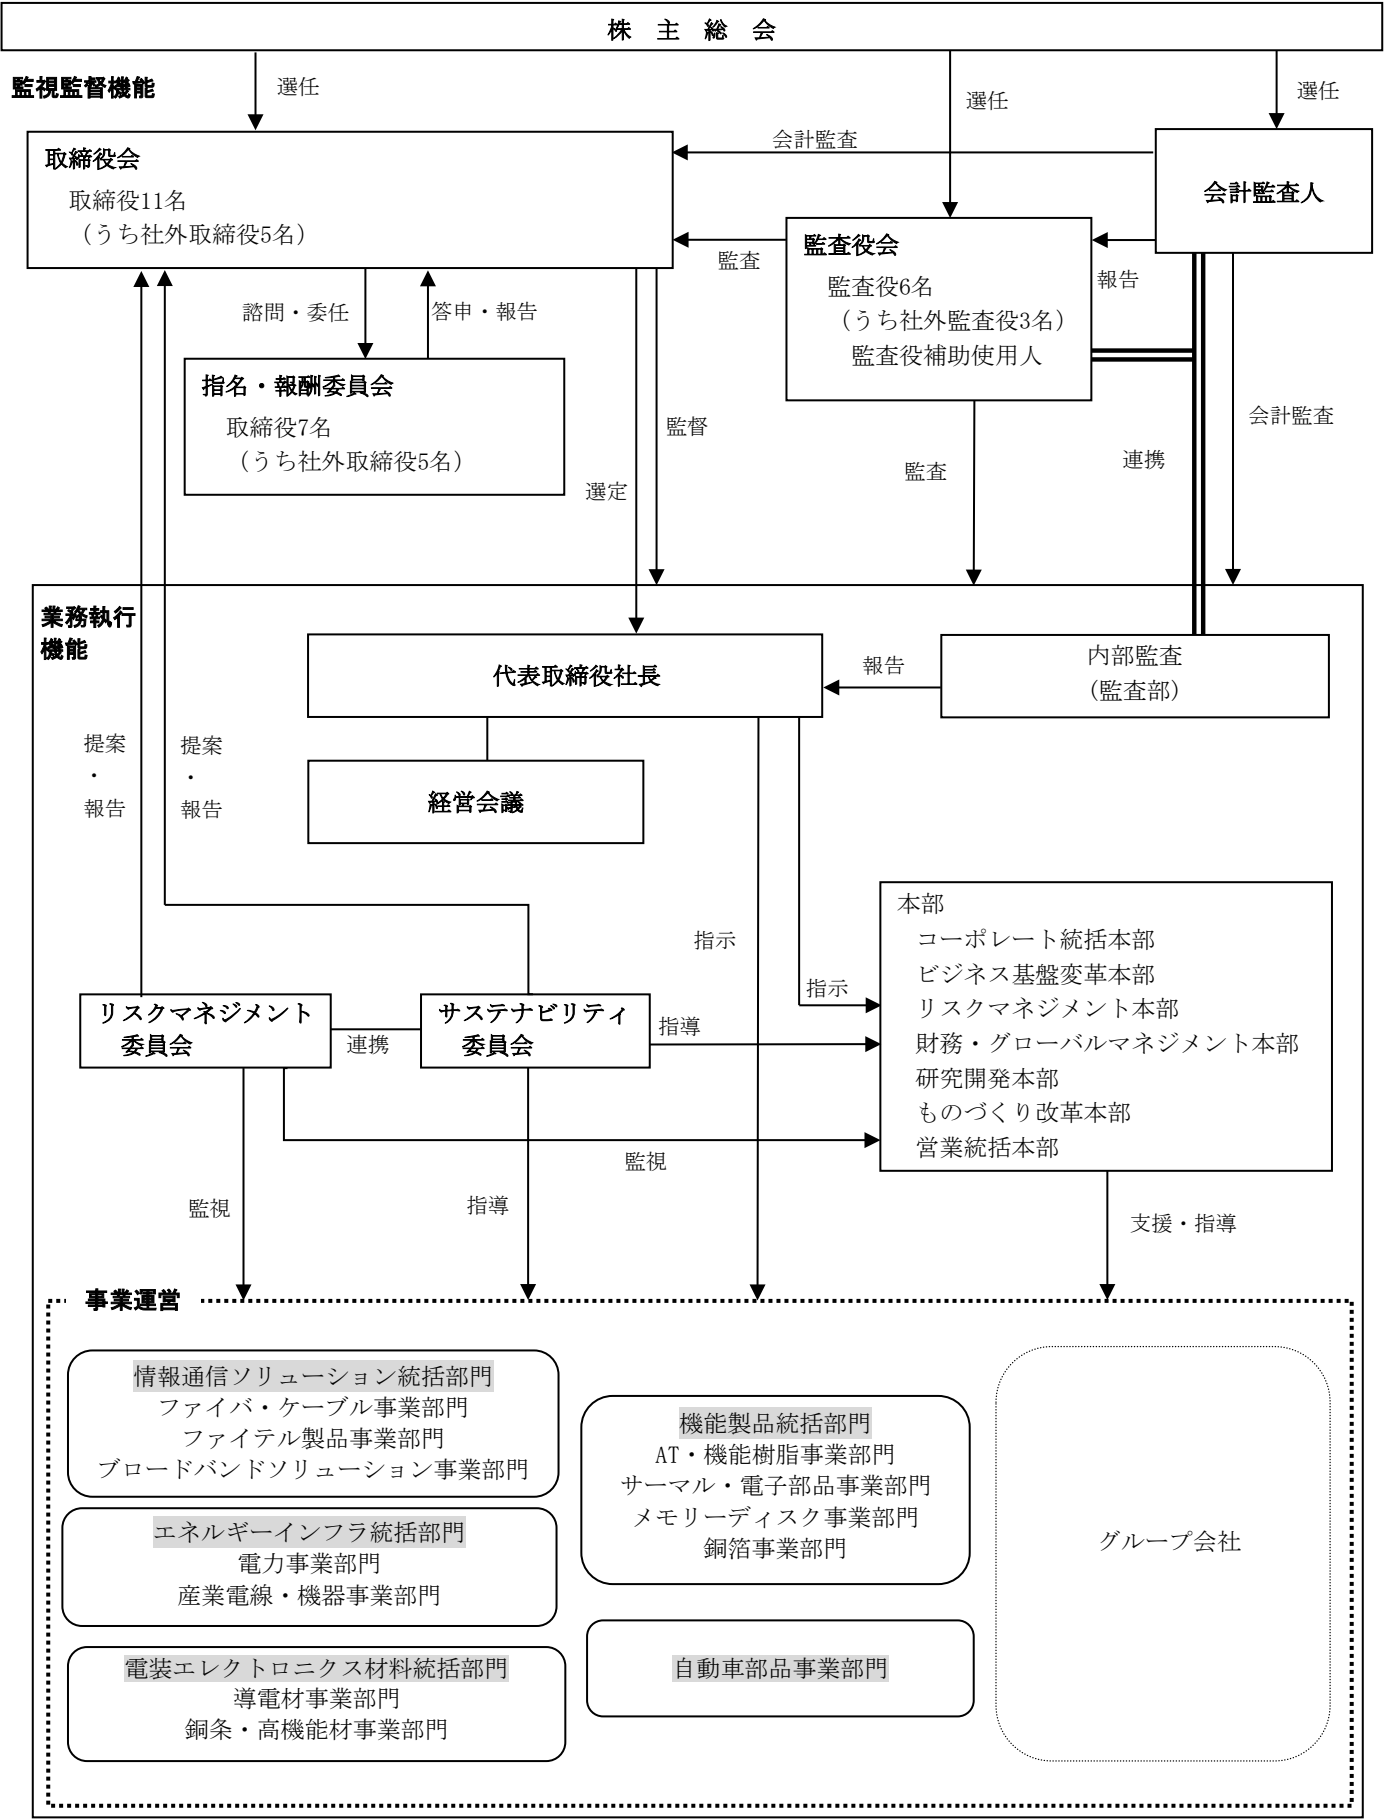 株 主 総 会
監視監督機能
選任
選任
選任
取締役会
取締役11名
（うち社外取締役5名）
会計監査
会計監査人
監査
監査役会
監査役6名
（うち社外監査役3名）
監査役補助使用人
報告
諮問・委任
答申・報告
指名・報酬委員会
取締役7名
（うち社外取締役5名）
選定
監督
監査
連携
会計監査
業務執行
機能
代表取締役社長
報告
内部監査
（監査部）
経営会議
提案
・
報告
提案
・
報告
指示
指示
本部
コーポレート統括本部
ビジネス基盤変革本部
リスクマネジメント本部
財務・グローバルマネジメント本部
研究開発本部
ものづくり改革本部
営業統括本部
リスクマネジメント
委員会
連携
サステナビリティ
委員会
指導
監視
監視
指導
支援・指導
事業運営
情報通信ソリューション統括部門
ファイバ・ケーブル事業部門
ファイテル製品事業部門
ブロードバンドソリューション事業部門
エネルギーインフラ統括部門
電力事業部門
産業電線・機器事業部門
電装エレクトロニクス材料統括部門
導電材事業部門
銅条・高機能材事業部門
機能製品統括部門
AT・機能樹脂事業部門
サーマル・電子部品事業部門
メモリーディスク事業部門
銅箔事業部門
自動車部品事業部門
グループ会社